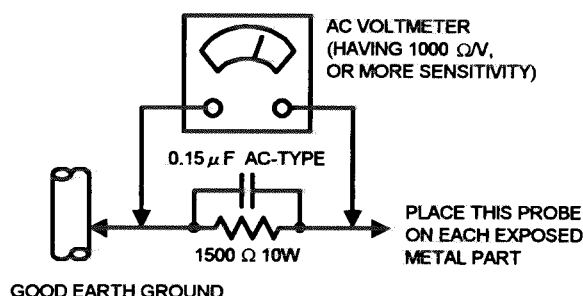 AC VOLTMETER
(HAVING 1000 Ω/V,
OR MORE SENSITIVITY)
0.15 μ F AC-TYPE
1500 Ω 10W
PLACE THIS PROBE
ON EACH EXPOSED
METAL PART
GOOD EARTH GROUND